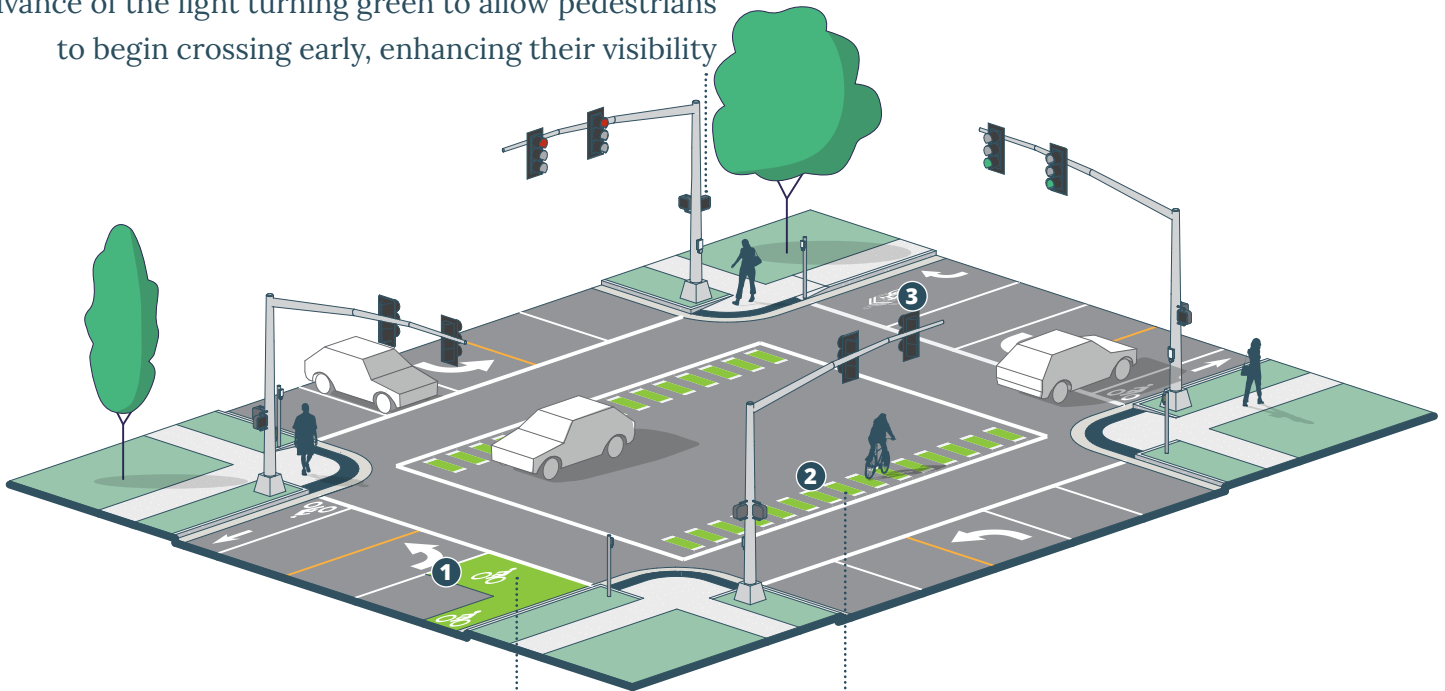 of the light turning green to allow pedestrians
to begin crossing early, enhancing their visibility
3
2
1